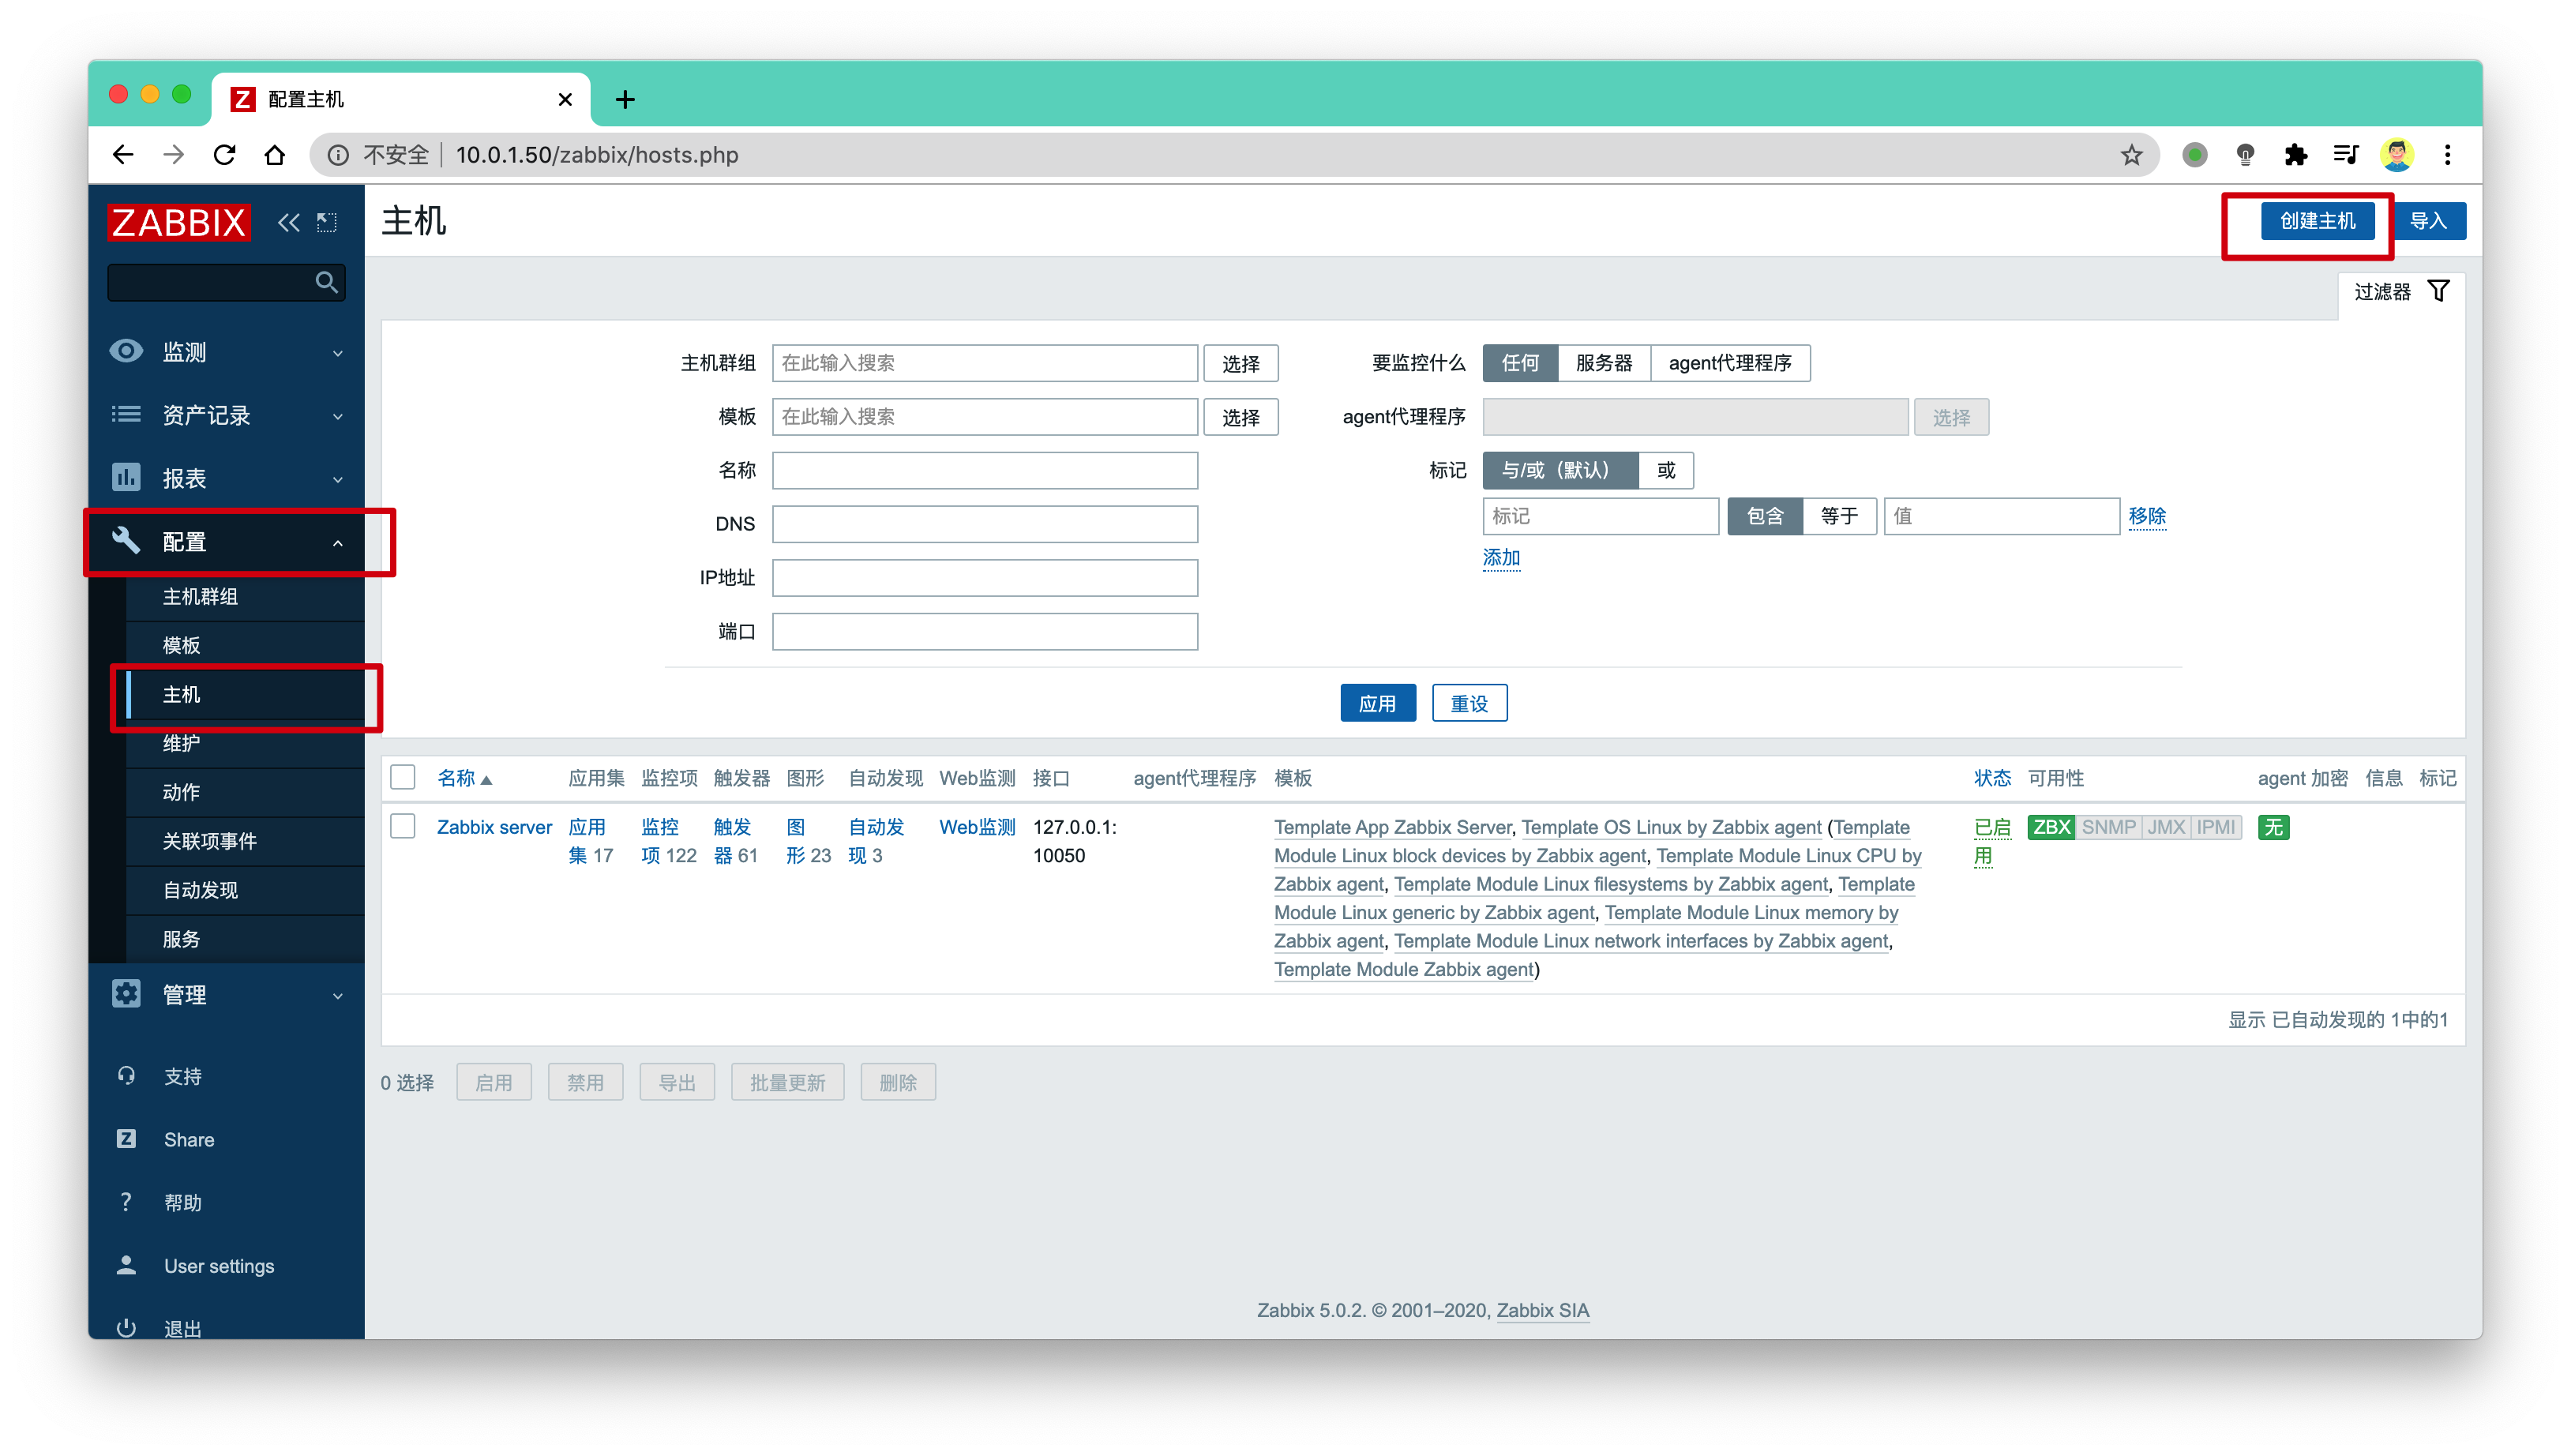 Z 配置主机
不安全 10.0.1.50/zabbix/hosts.php
ZABBIX
监测
资产记录
报表
配置
主机群组
模板
主机
维护
动作
关联项事件
自动发现
服务
管理
支持
Z Share
? 帮助
User settings
退出
主机
创建主机 导入
过滤器
主机群组 在此输入搜索 选择 要监控什么 任何 服务器 agent代理程序
模板 在此输入搜索 选择 agent代理程序 选择
名称 标记 与/或（默认） 或
标记 包含 等于 值 移除
DNS
添加
IP地址
端口
应用 重设
名称 应用集 监控项 触发器 图形 自动发现 Web监测 接口 agent代理程序 模板 状态 可用性 agent 加密 信息 标记
Zabbix server 应用 监控 触发 图 自动发 Web监测 127.0.0.1: Template App Zabbix Server, Template OS Linux by Zabbix agent (Template 已启 ZBX SNMP JMX IPMI 无
集 17 项 122 器 61 形 23 现 3 10050 Module Linux block devices by Zabbix agent, Template Module Linux CPU by 用
Zabbix agent, Template Module Linux filesystems by Zabbix agent, Template
Module Linux generic by Zabbix agent, Template Module Linux memory by
Zabbix agent, Template Module Linux network interfaces by Zabbix agent,
Template Module Zabbix agent)
显示 已自动发现的 1中的1
0 选择 启用 禁用 导出 批量更新 删除
Zabbix 5.0.2. © 2001–2020, Zabbix SIA